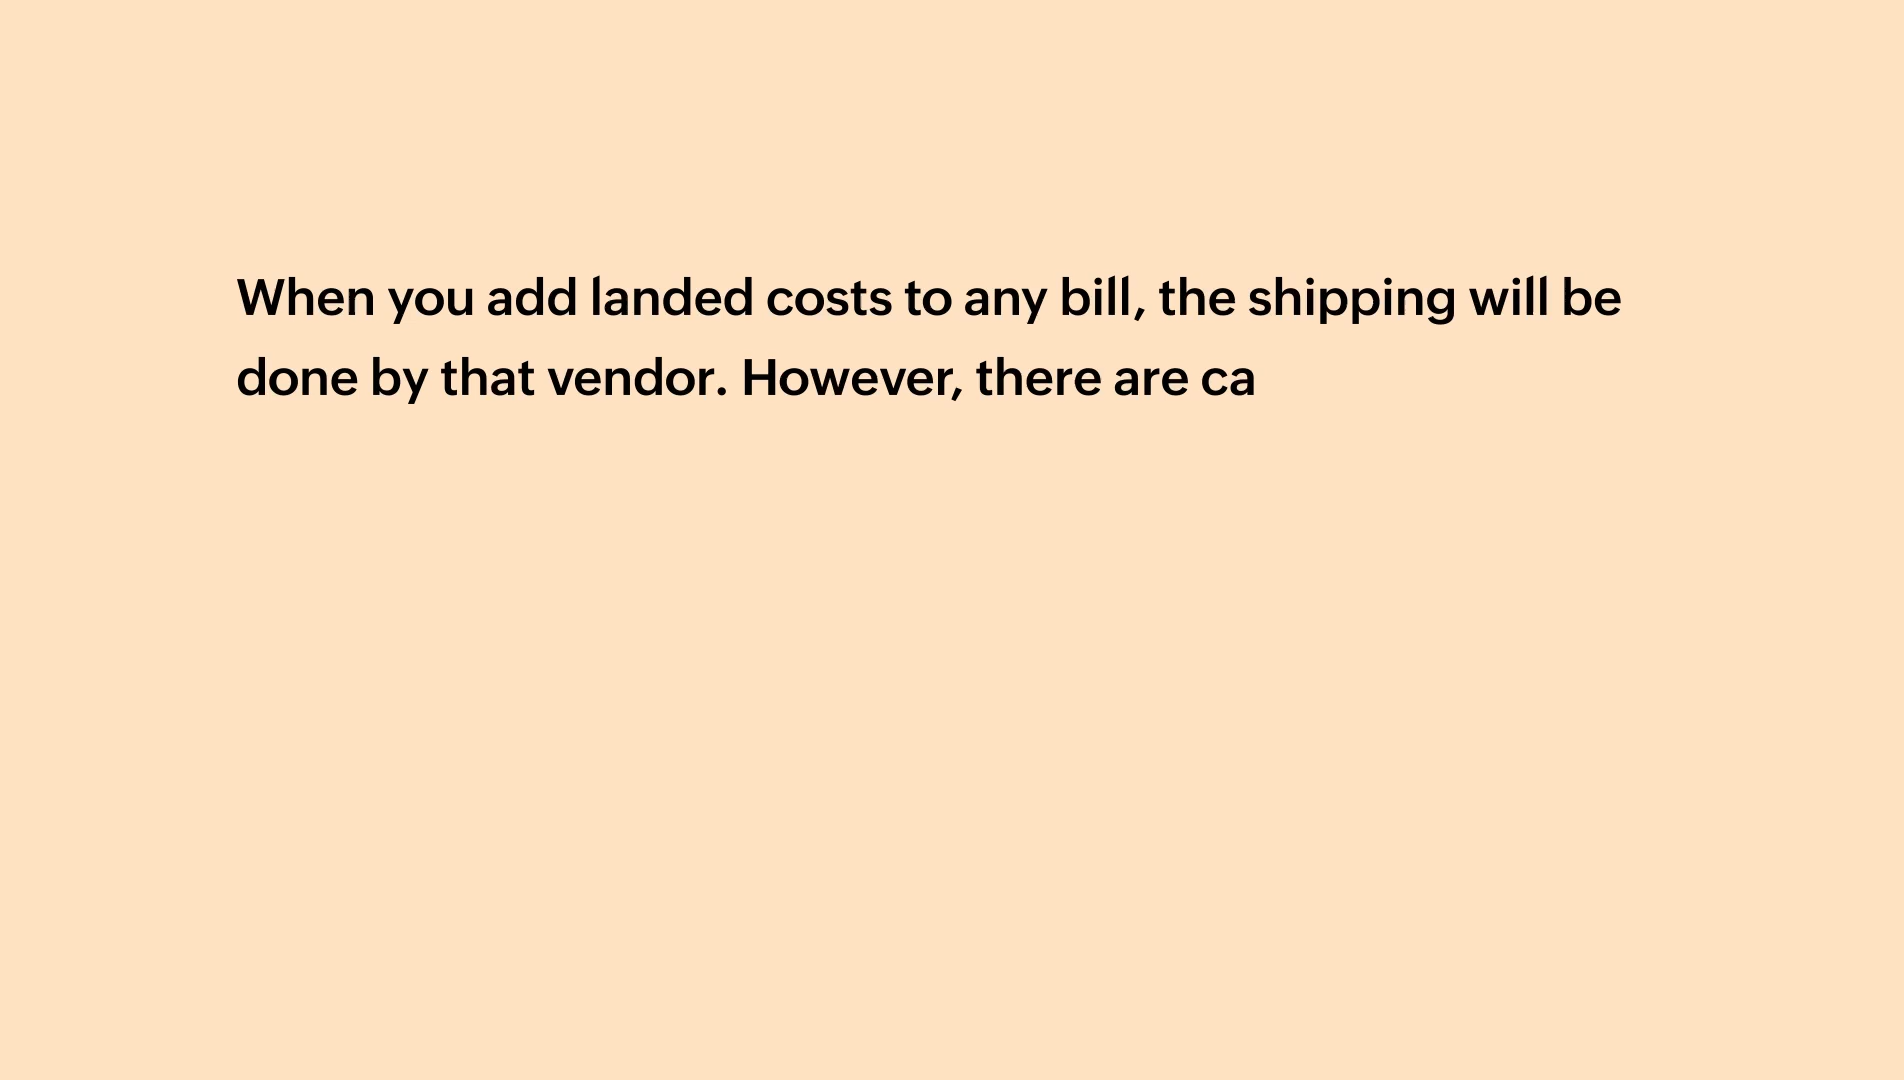 When you add landed costs to any bill, the shipping will be
done by that vendor. However, there are ca